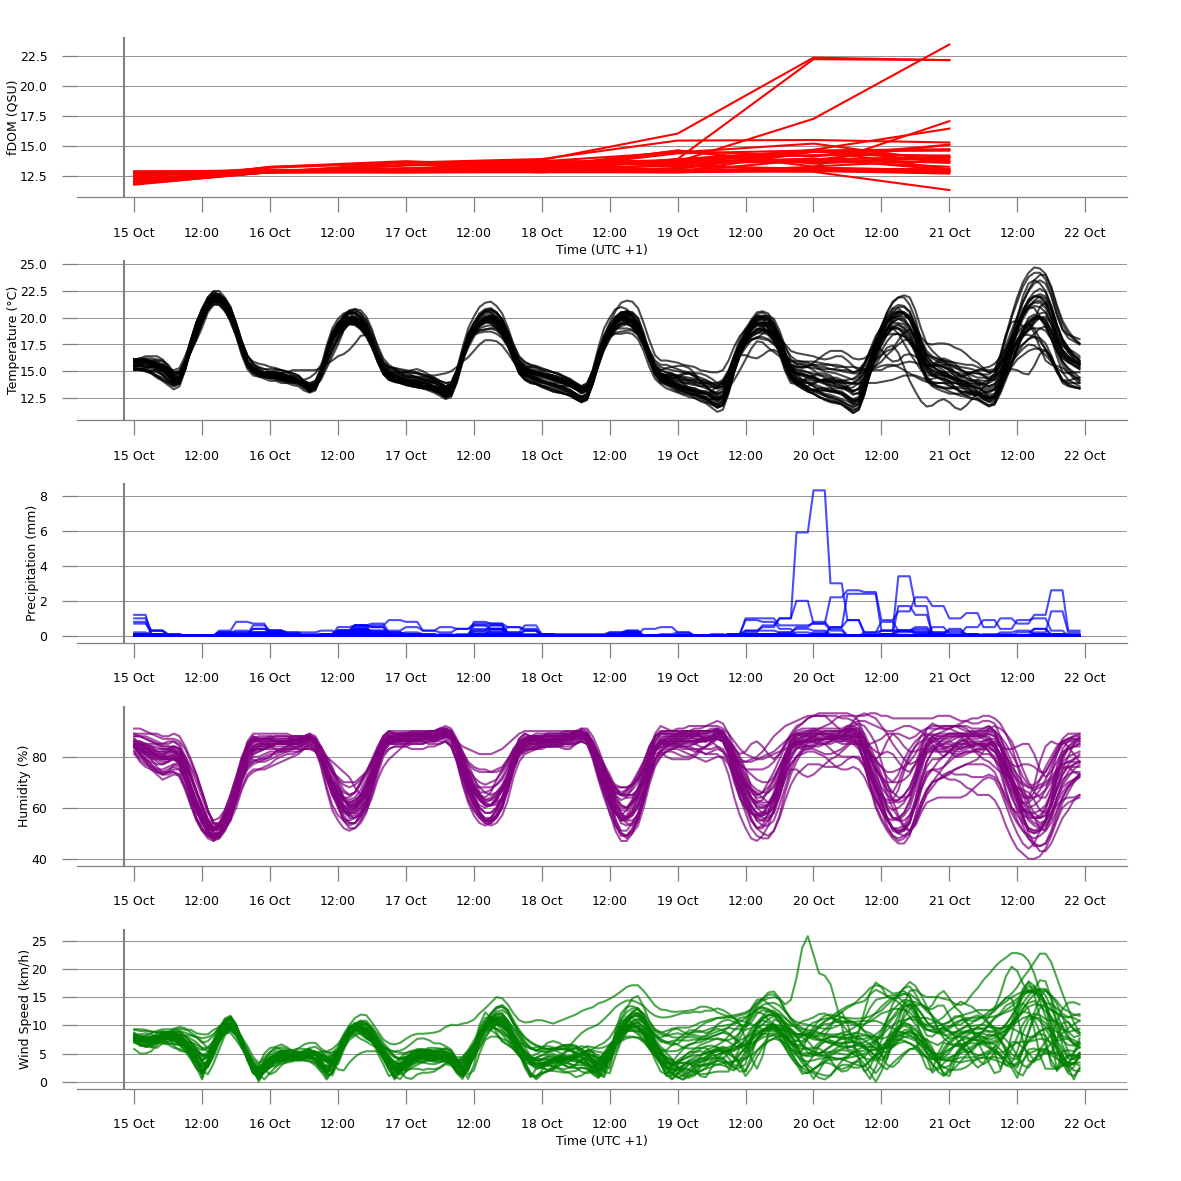 fDOM (QSU)
22.5
20.0
17.5
15.0
12.5
15 Oct 12:00 16 Oct 12:00 17 Oct 12:00 18 Oct 12:00 19 Oct 12:00 20 Oct 12:00 21 Oct 12:00 22 Oct
Time (UTC +1)
Temperature (°C)
25.0
22.5
20.0
17.5
15.0
12.5
15 Oct 12:00 16 Oct 12:00 17 Oct 12:00 18 Oct 12:00 19 Oct 12:00 20 Oct 12:00 21 Oct 12:00 22 Oct
Precipitation (mm)
8
6
4
2
0
15 Oct 12:00 16 Oct 12:00 17 Oct 12:00 18 Oct 12:00 19 Oct 12:00 20 Oct 12:00 21 Oct 12:00 22 Oct
Humidity (%)
80
60
40
15 Oct 12:00 16 Oct 12:00 17 Oct 12:00 18 Oct 12:00 19 Oct 12:00 20 Oct 12:00 21 Oct 12:00 22 Oct
Wind Speed (km/h)
25
20
15
10
5
0
15 Oct 12:00 16 Oct 12:00 17 Oct 12:00 18 Oct 12:00 19 Oct 12:00 20 Oct 12:00 21 Oct 12:00 22 Oct
Time (UTC +1)